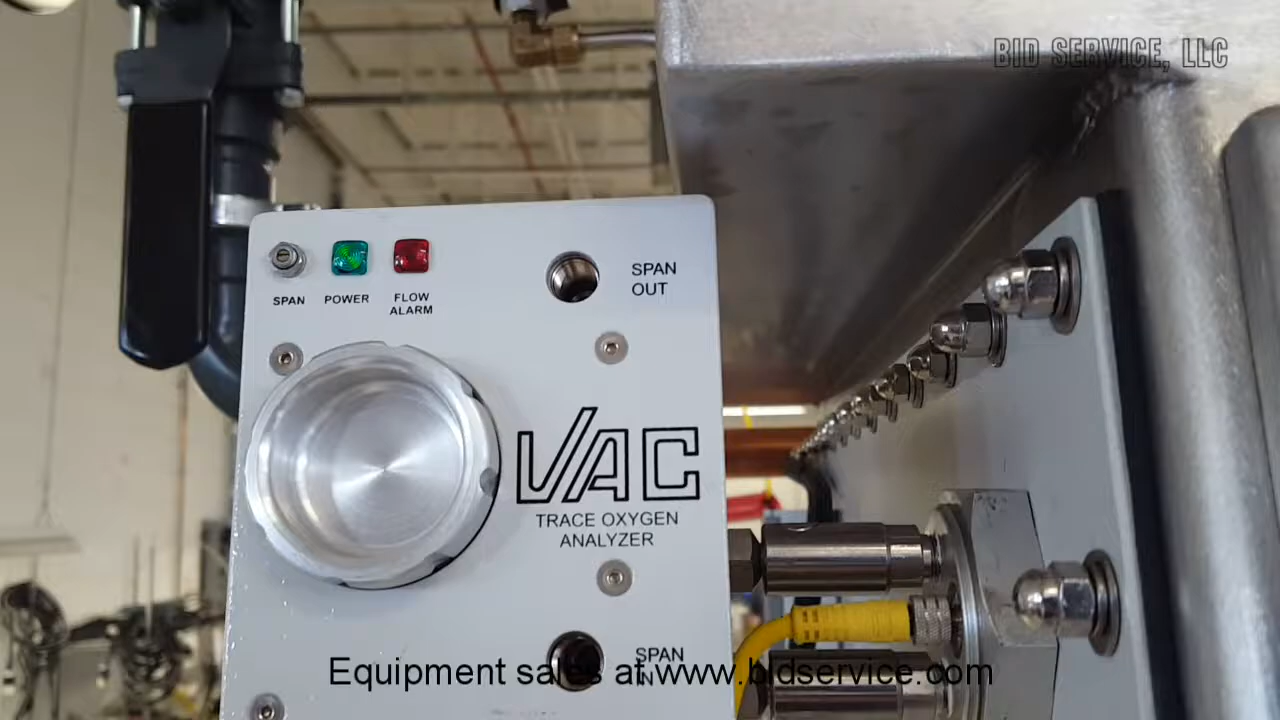 BID SERVICE, LLC
SPAN
POWER
FLOW
ALARM
SPAN
OUT
VAC
TRACE OXYGEN
ANALYZER
SPAN
IN
Equipment sales at www.bidservice.com